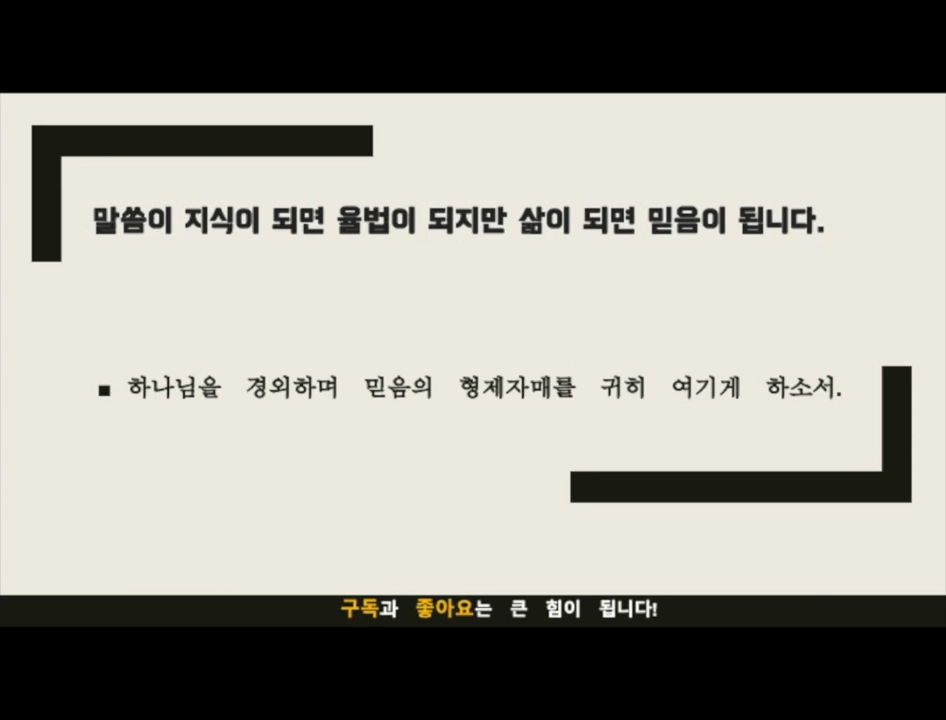 말씀이 지식이 되면 율법이 되지만 삶이 되면 믿음이 됩니다.
▪ 하나님을 경외하며 믿음의 형제자매를 귀히 여기게 하소서.
구독과 좋아요는 큰 힘이 됩니다!